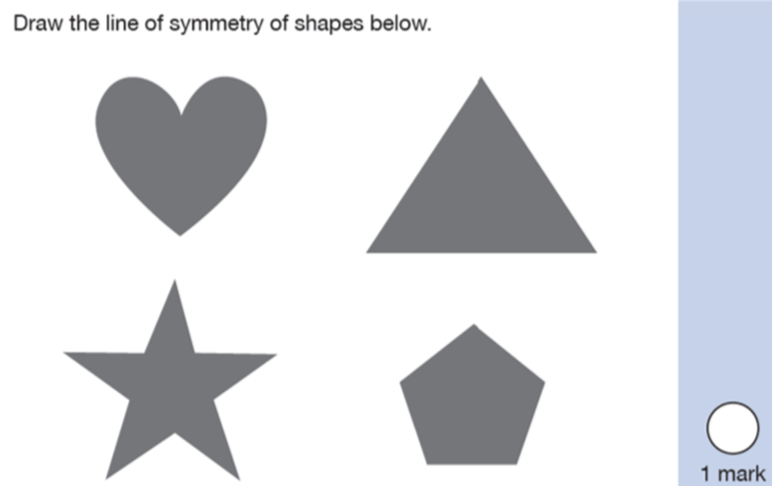 Draw the line of symmetry of shapes below.
1 mark